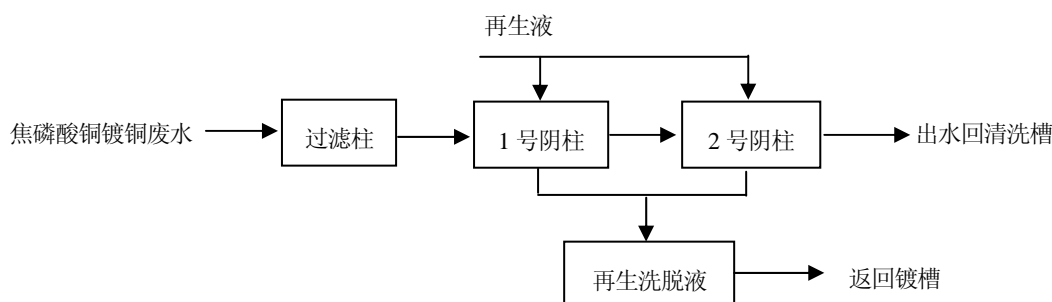 再生液
焦磷酸铜镀铜废水
过滤柱
1 号阴柱
2 号阴柱
出水回清洗槽
再生洗脱液
返回镀槽